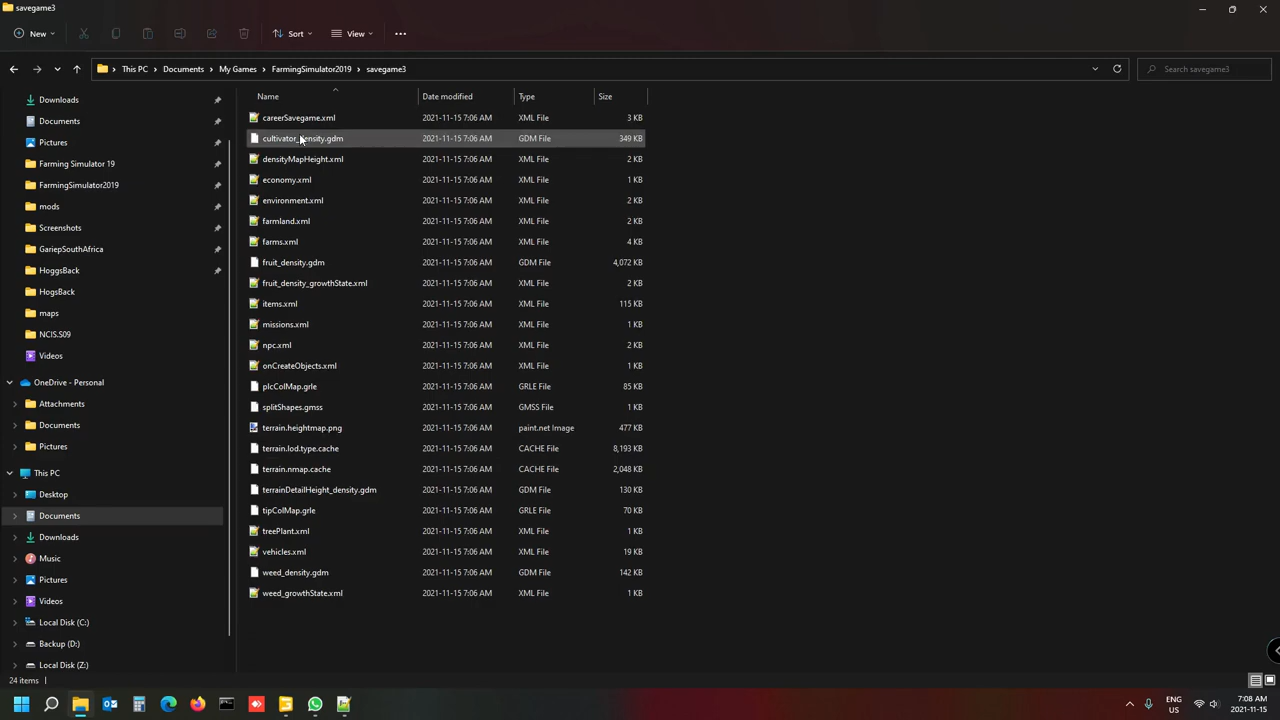 savegame3
New
Sort
View
This PC > Documents > My Games > FarmingSimulator2019 > savegame3
Search savegame3
Downloads
Documents
Pictures
Farming Simulator 19
FarmingSimulator2019
mods
Screenshots
GariepSouthAfrica
HoggsBack
HogsBack
maps
NCIS.S09
Videos
OneDrive - Personal
Attachments
Documents
Pictures
This PC
Desktop
Documents
Downloads
Music
Pictures
Videos
Local Disk (C:)
Backup (D:)
Local Disk (Z:)
Name Date modified Type Size
careerSavegame.xml 2021-11-15 7:06 AM XML File 3 KB
cultivator_density.gdm 2021-11-15 7:06 AM GDM File 349 KB
densityMapHeight.xml 2021-11-15 7:06 AM XML File 2 KB
economy.xml 2021-11-15 7:06 AM XML File 1 KB
environment.xml 2021-11-15 7:06 AM XML File 2 KB
farmland.xml 2021-11-15 7:06 AM XML File 2 KB
farms.xml 2021-11-15 7:06 AM XML File 4 KB
fruit_density.gdm 2021-11-15 7:06 AM GDM File 4,072 KB
fruit_density_growthState.xml 2021-11-15 7:06 AM XML File 2 KB
items.xml 2021-11-15 7:06 AM XML File 115 KB
missions.xml 2021-11-15 7:06 AM XML File 1 KB
npc.xml 2021-11-15 7:06 AM XML File 2 KB
onCreateObjects.xml 2021-11-15 7:06 AM XML File 1 KB
plcColMap.grle 2021-11-15 7:06 AM GRLE File 85 KB
splitShapes.gmss 2021-11-15 7:06 AM GMSS File 1 KB
terrain.heightmap.png 2021-11-15 7:06 AM paint.net Image 477 KB
terrain.lod.type.cache 2021-11-15 7:06 AM CACHE File 8,193 KB
terrain.nmap.cache 2021-11-15 7:06 AM CACHE File 2,048 KB
terrainDetailHeight_density.gdm 2021-11-15 7:06 AM GDM File 130 KB
tipColMap.grle 2021-11-15 7:06 AM GRLE File 70 KB
treePlant.xml 2021-11-15 7:06 AM XML File 1 KB
vehicles.xml 2021-11-15 7:06 AM XML File 19 KB
weed_density.gdm 2021-11-15 7:06 AM GDM File 142 KB
weed_growthState.xml 2021-11-15 7:06 AM XML File 1 KB
24 items
ENG
US
7:08 AM
2021-11-15